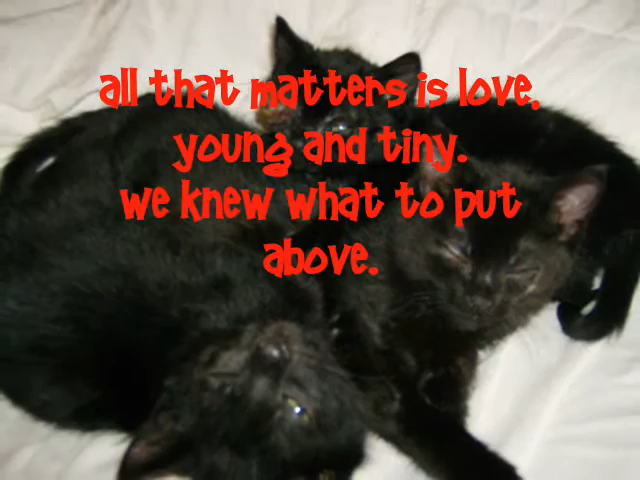 all that matters is love.
young and tiny.
we knew what to put
above.